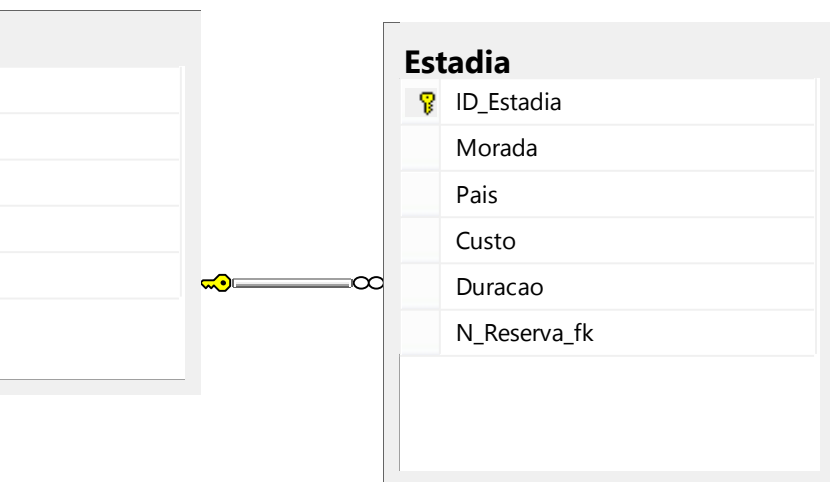 Estadia
ID_Estadia
Morada
Pais
Custo
Duracao
N_Reserva_fk